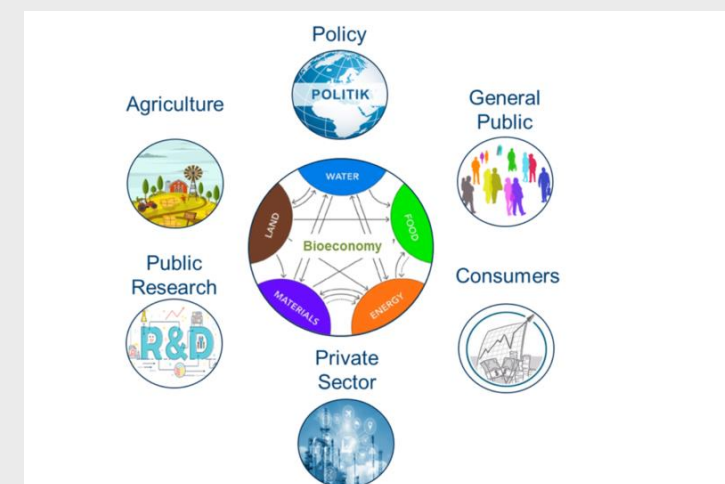 Policy
POLITIK
Agriculture
General
Public
WATER
LAND
FOOD
Bioeconomy
MATERIALS
ENERGY
Public
Research
R&D
Consumers
Private
Sector